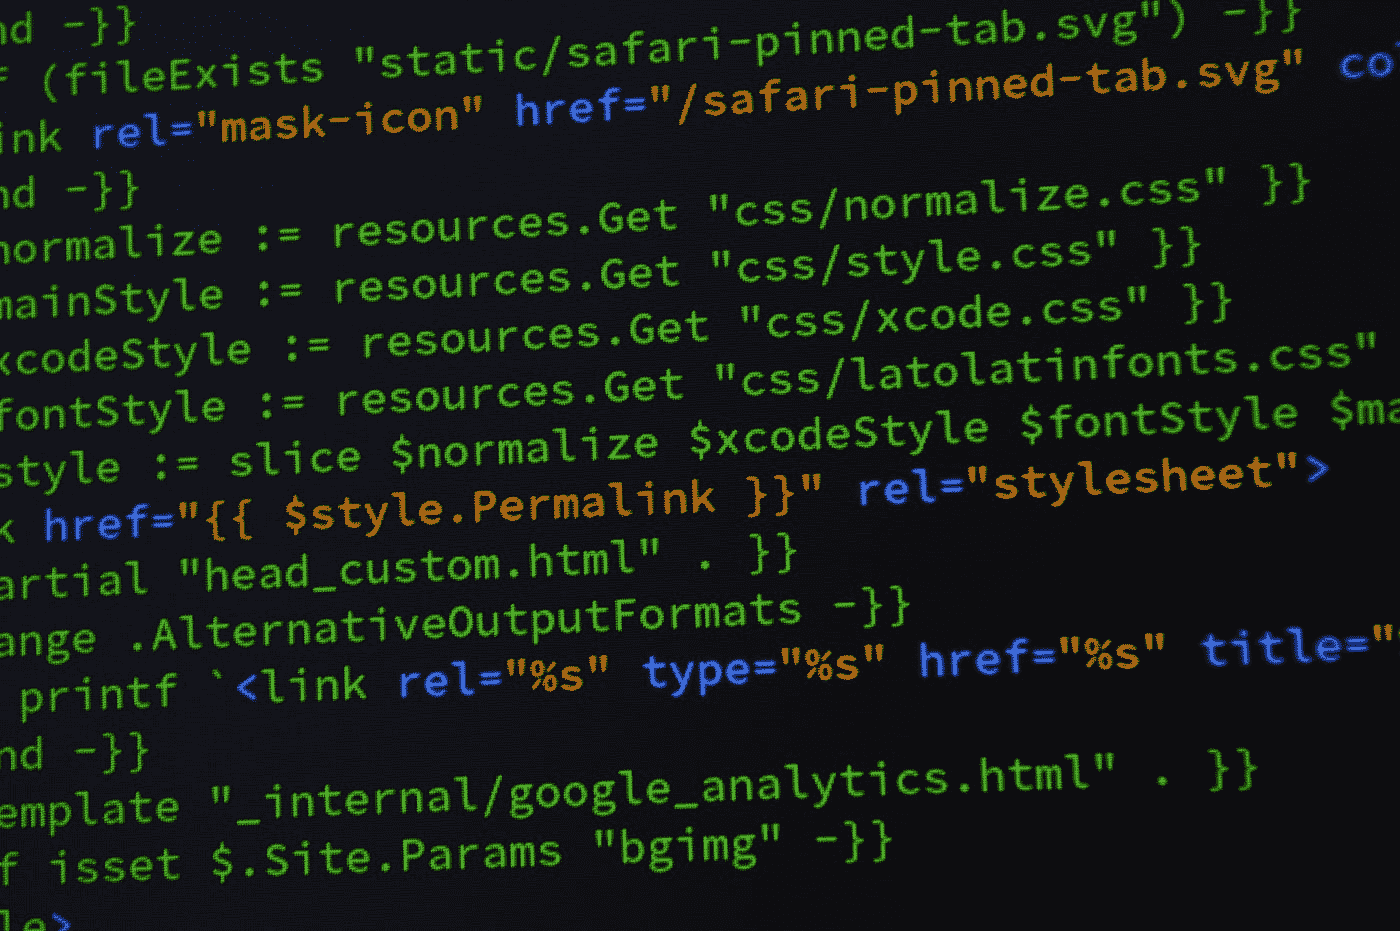 nd -}}
f (fileExists "static/safari-pinned-tab.svg") -}}
ink rel="mask-icon" href="/safari-pinned-tab.svg" co
nd -}}
normalize := resources.Get "css/normalize.css" }}
mainStyle := resources.Get "css/style.css" }}
xcodeStyle := resources.Get "css/xcode.css" }}
fontStyle := resources.Get "css/latolatinfonts.css"
style := slice $normalize $xcodeStyle $fontStyle $ma
k href="{{ $style.Permalink }}" rel="stylesheet">
artial "head_custom.html" . }}
ange .AlternativeOutputFormats -}}
printf `<link rel="%s" type="%s" href="%s" title="
nd -}}
emplate "_internal/google_analytics.html" . }}
f isset $.Site.Params "bgimg" -}}
le>